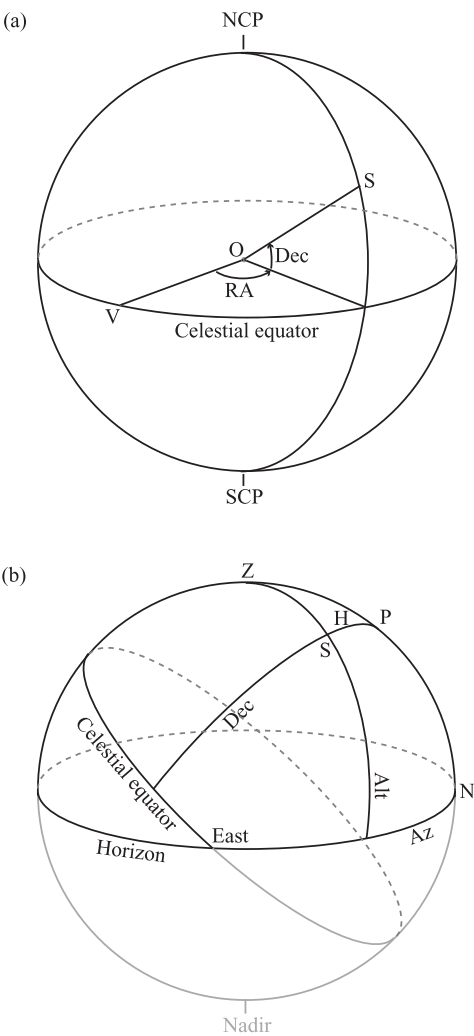 (a)
NCP
S
O
Dec
RA
V
Celestial equator
SCP
(b)
Z
H
P
S
Dec
Celestial equator
Alt
N
East
Az
Horizon
Nadir